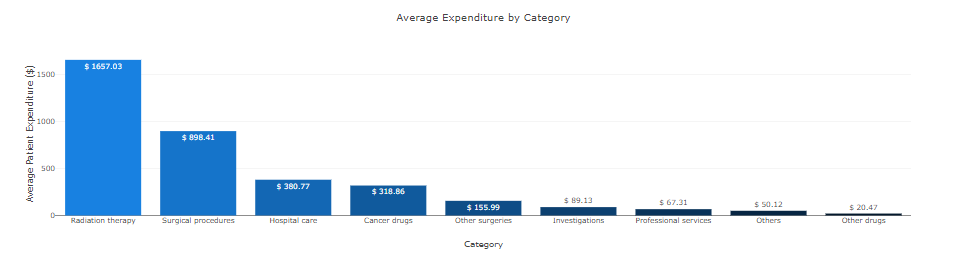 Average Expenditure by Category
Average Patient Expenditure ($)
1500
1000
500
0
$ 1657.03
$ 898.41
$ 380.77
$ 318.86
$ 155.99
$ 89.13
$ 67.31
$ 50.12
$ 20.47
Radiation therapy
Surgical procedures
Hospital care
Cancer drugs
Other surgeries
Investigations
Professional services
Others
Other drugs
Category